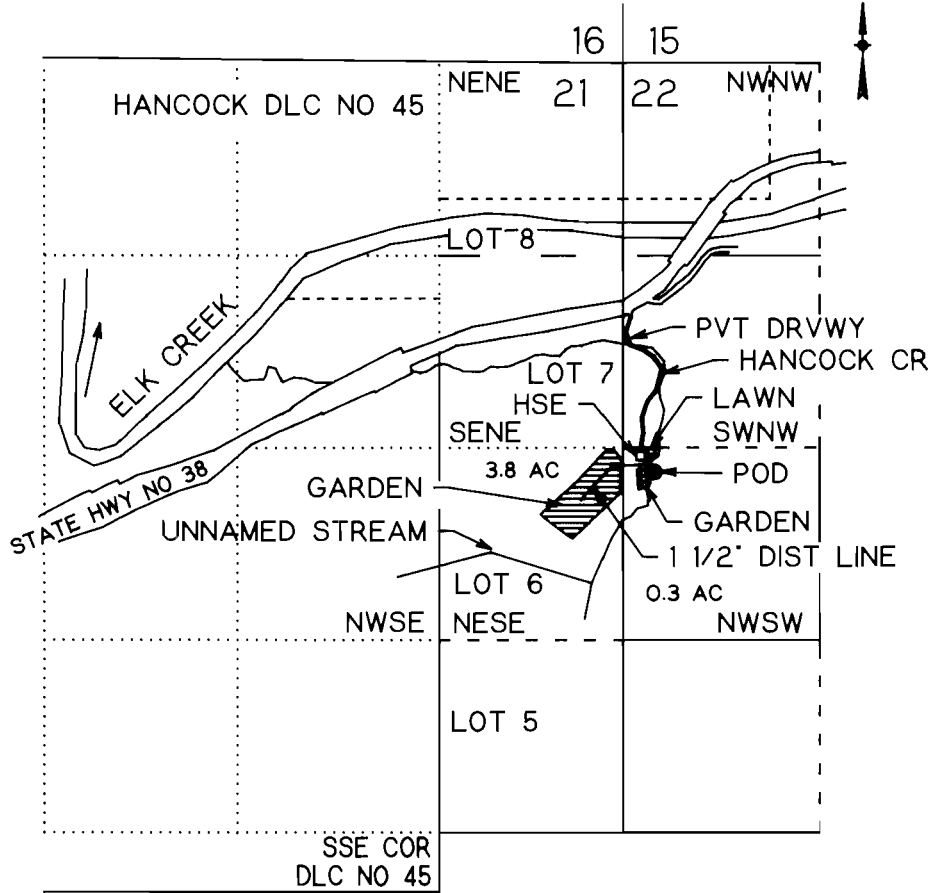 16 15
NENE 21 22 NWNW
HANCOCK DLC NO 45
LOT 8
ELK CREEK
PVT DRVWY
HANCOCK CR
LOT 7
HSE
LAWN
SENE
SWNW
3.8 AC
POD
STATE HWY NO 38
GARDEN
GARDEN
UNNAMED STREAM
1 1/2" DIST LINE
LOT 6
0.3 AC
NWSE
NESE
NWSW
LOT 5
SSE COR
DLC NO 45